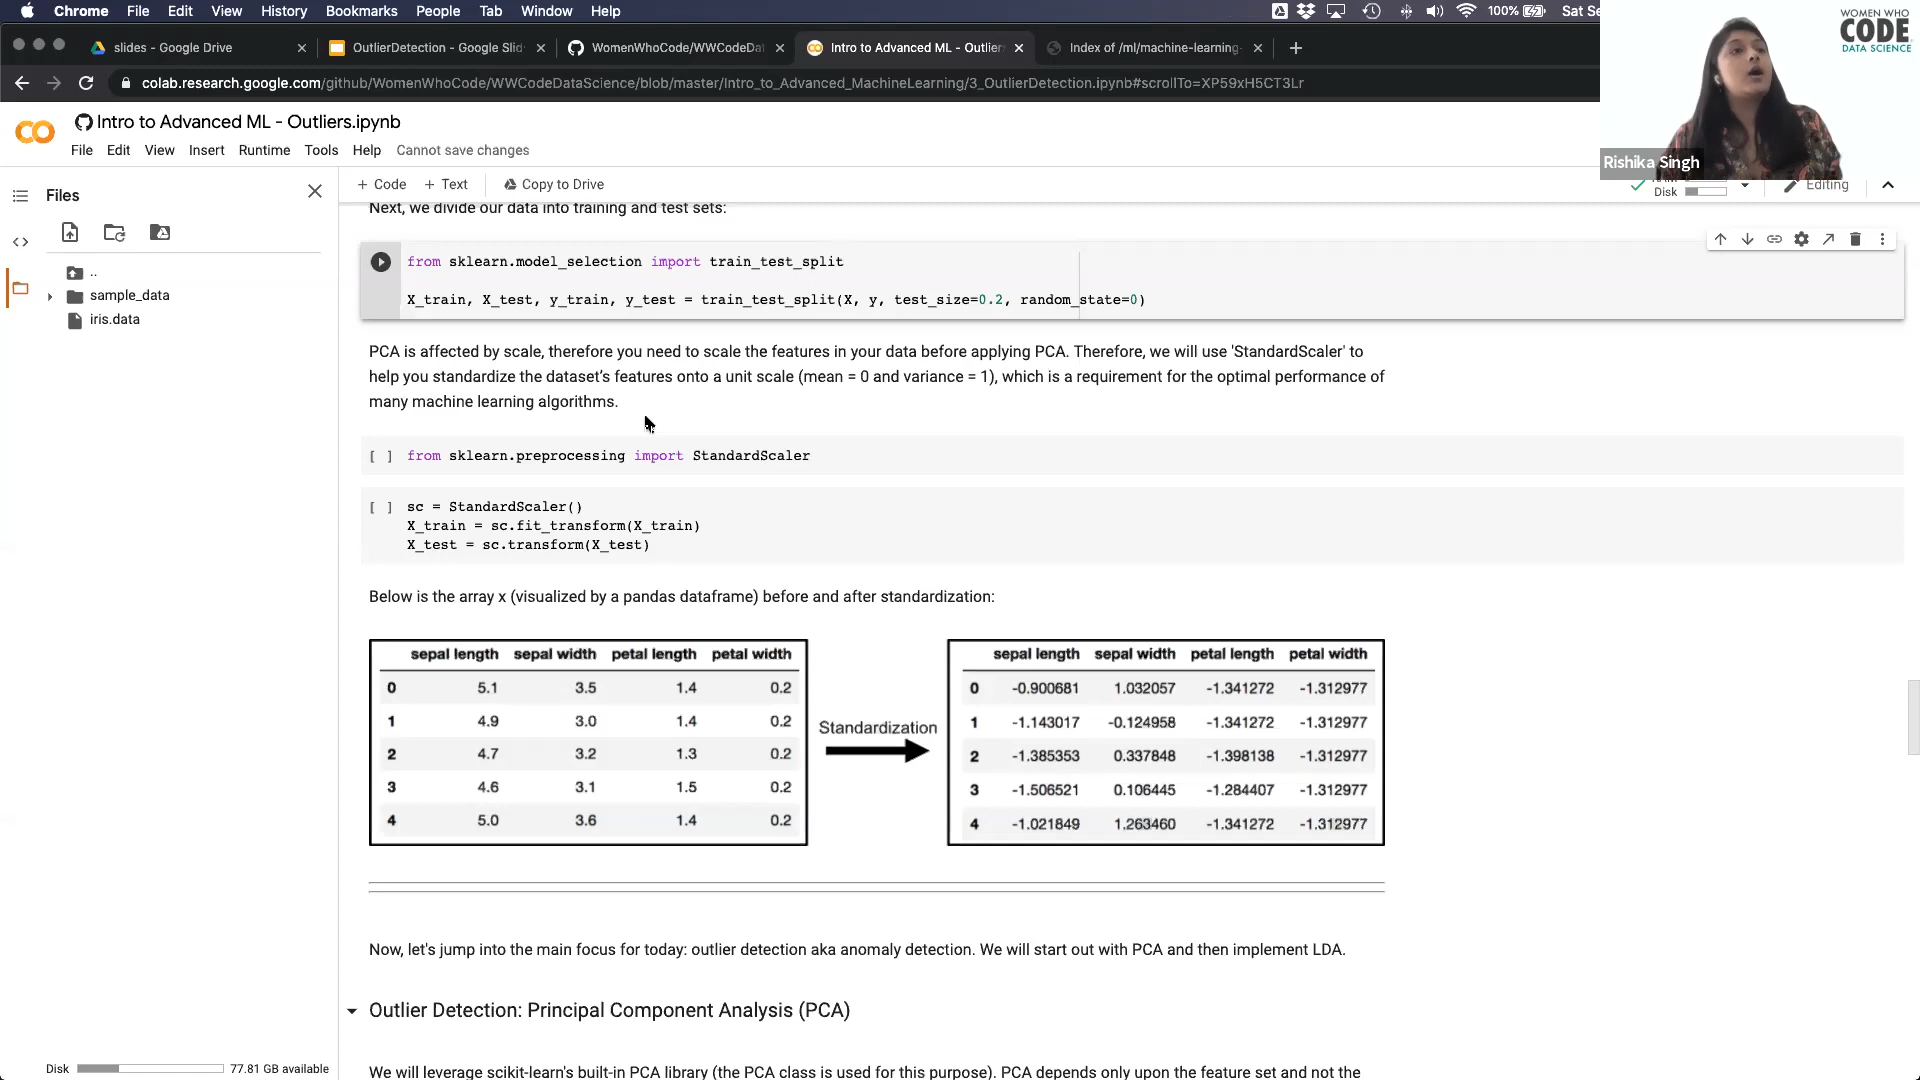 Chrome File Edit View History Bookmarks People Tab Window Help 100% Sat Se
slides - Google Drive OutlierDetection - Google Slid WomenWhoCode/WWCodeDat Intro to Advanced ML - Outlier Index of /ml/machine-learning-
colab.research.google.com/github/WomenWhoCode/WWCodeDataScience/blob/master/Intro_to_Advanced_MachineLearning/3_OutlierDetection.ipynb#scrollTo=XP59xH5CT3Lr
WOMEN WHO
CODE
DATA SCIENCE
Rishika Singh
Intro to Advanced ML - Outliers.ipynb
File Edit View Insert Runtime Tools Help Cannot save changes
Files
+ Code + Text Copy to Drive
Disk Editing
..
sample_data
iris.data
Next, we divide our data into training and test sets:
from sklearn.model_selection import train_test_split
X_train, X_test, y_train, y_test = train_test_split(X, y, test_size=0.2, random_state=0)
PCA is affected by scale, therefore you need to scale the features in your data before applying PCA. Therefore, we will use 'StandardScaler' to
help you standardize the dataset's features onto a unit scale (mean = 0 and variance = 1), which is a requirement for the optimal performance of
many machine learning algorithms.
[ ] from sklearn.preprocessing import StandardScaler
[ ] sc = StandardScaler()
X_train = sc.fit_transform(X_train)
X_test = sc.transform(X_test)
Below is the array x (visualized by a pandas dataframe) before and after standardization:
sepal length sepal width petal length petal width
0 5.1 3.5 1.4 0.2
1 4.9 3.0 1.4 0.2
2 4.7 3.2 1.3 0.2
3 4.6 3.1 1.5 0.2
4 5.0 3.6 1.4 0.2
Standardization
sepal length sepal width petal length petal width
0 -0.900681 1.032057 -1.341272 -1.312977
1 -1.143017 -0.124958 -1.341272 -1.312977
2 -1.385353 0.337848 -1.398138 -1.312977
3 -1.506521 0.106445 -1.284407 -1.312977
4 -1.021849 1.263460 -1.341272 -1.312977
Now, let's jump into the main focus for today: outlier detection aka anomaly detection. We will start out with PCA and then implement LDA.
Outlier Detection: Principal Component Analysis (PCA)
We will leverage scikit-learn's built-in PCA library (the PCA class is used for this purpose). PCA depends only upon the feature set and not the
Disk 77.81 GB available